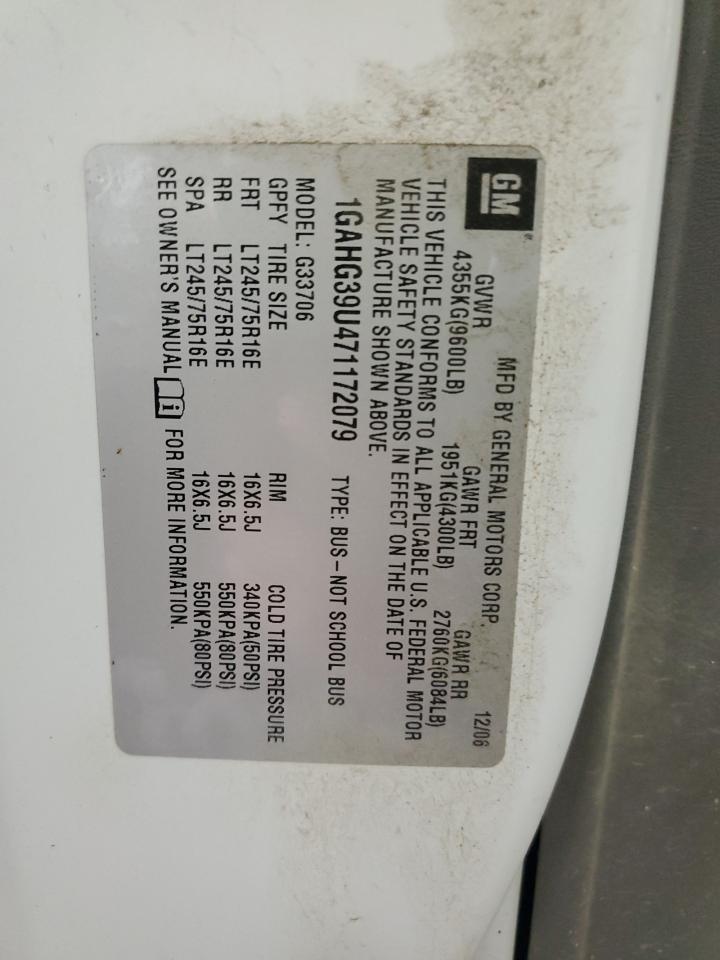 GM
MFD BY GENERAL MOTORS CORP. 12/06
GVWR GAWR FRT GAWR RR
4355KG(9600LB) 1951KG(4300LB) 2760KG(6084LB)
THIS VEHICLE CONFORMS TO ALL APPLICABLE U.S. FEDERAL MOTOR
VEHICLE SAFETY STANDARDS IN EFFECT ON THE DATE OF
MANUFACTURE SHOWN ABOVE.
1GAHG39U471172079 TYPE: BUS – NOT SCHOOL BUS
MODEL: G33706
GPFY TIRE SIZE RIM COLD TIRE PRESSURE
FRT LT245/75R16E 16X6.5J 340KPA(50PSI)
RR LT245/75R16E 16X6.5J 550KPA(80PSI)
SPA LT245/75R16E 16X6.5J 550KPA(80PSI)
SEE OWNER'S MANUAL i FOR MORE INFORMATION.